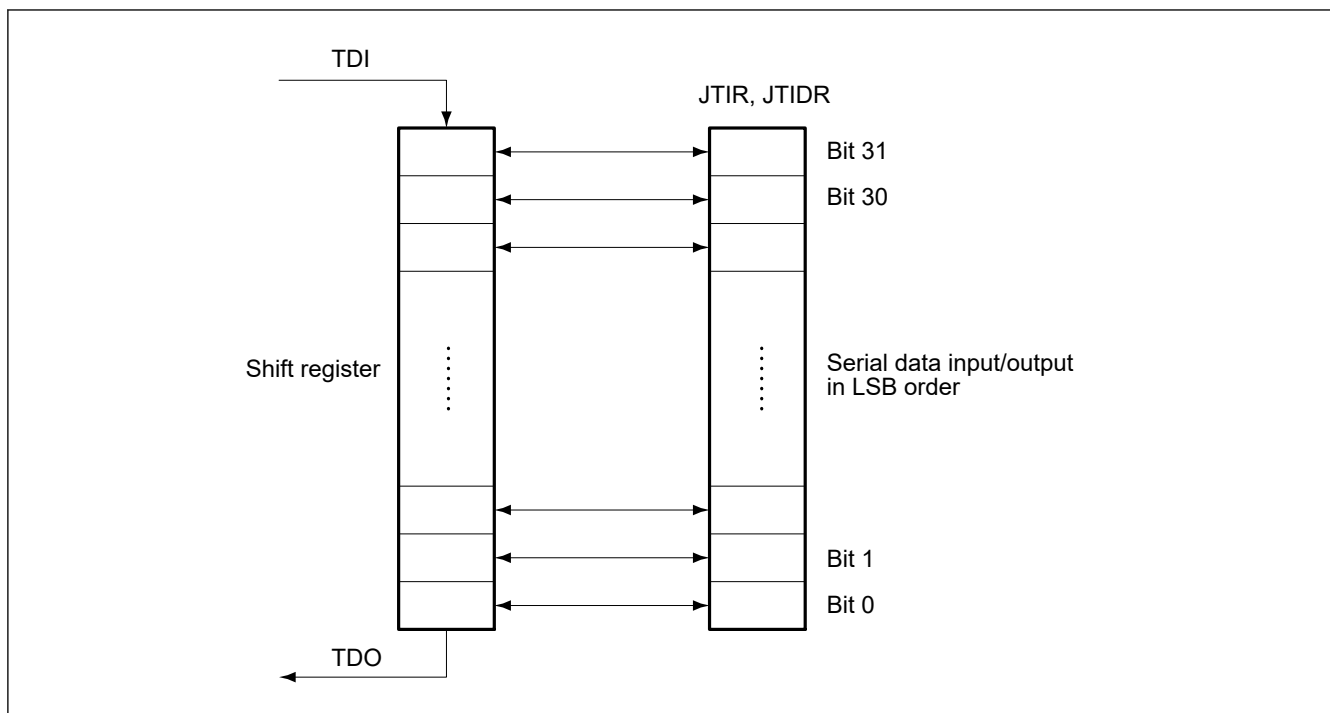 TDI
JTIR, JTIDR
Bit 31
Bit 30
Shift register
Serial data input/output
in LSB order
Bit 1
Bit 0
TDO